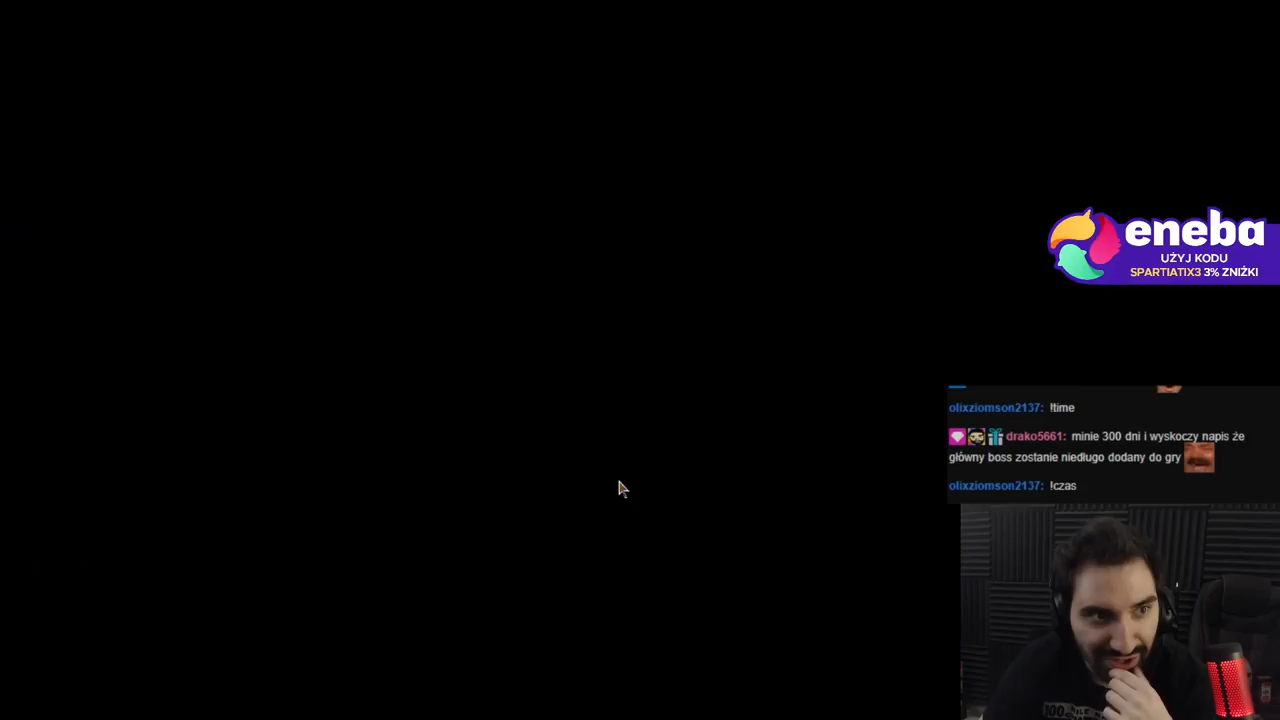 eneba
UŻYJ KODU
SPARTIATIX3 3% ZNIŻKI
olixziomson2137: !time
drako5661: minie 300 dni i wyskoczy napis że
główny boss zostanie niedługo dodany do gry
olixziomson2137: !czas